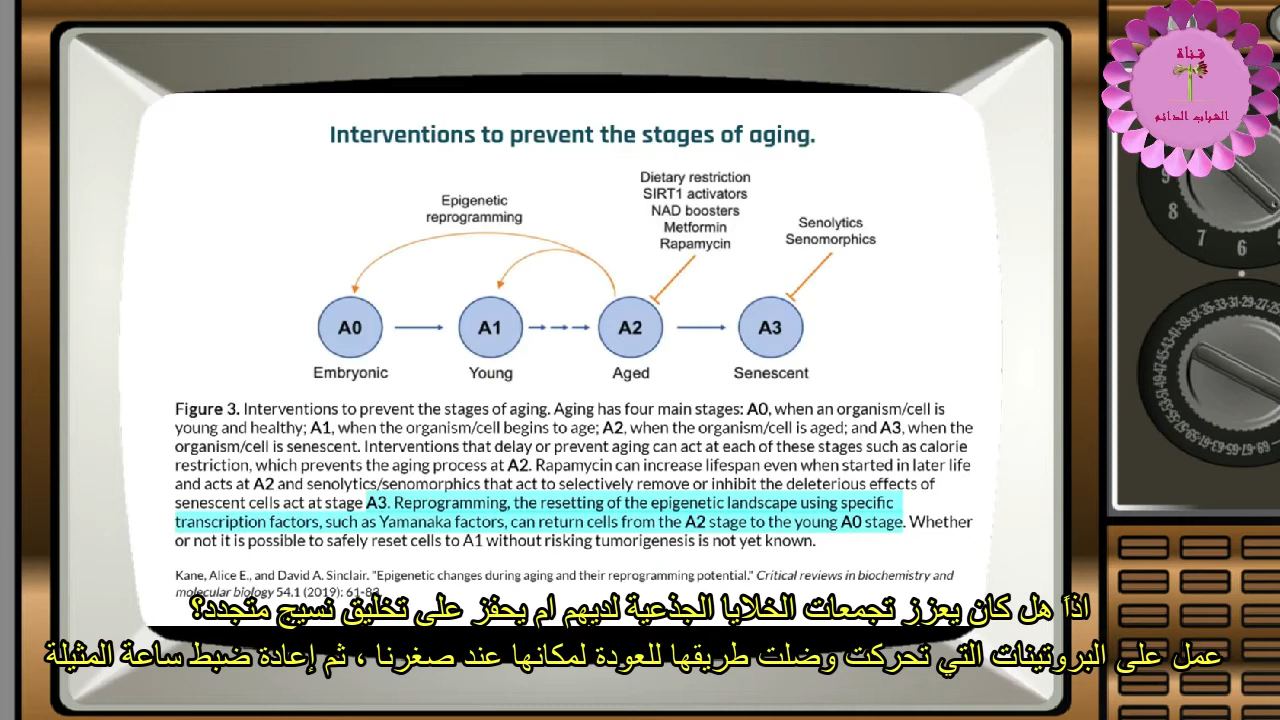 قناة
الشباب الدائم
Interventions to prevent the stages of aging.
Epigenetic
reprogramming
Dietary restriction
SIRT1 activators
NAD boosters
Metformin
Rapamycin
Senolytics
Senomorphics
A0
A1
A2
A3
Embryonic
Young
Aged
Senescent
Figure 3. Interventions to prevent the stages of aging. Aging has four main stages: A0, when an organism/cell is
young and healthy; A1, when the organism/cell begins to age; A2, when the organism/cell is aged; and A3, when the
organism/cell is senescent. Interventions that delay or prevent aging can act at each of these stages such as calorie
restriction, which prevents the aging process at A2. Rapamycin can increase lifespan even when started in later life
and acts at A2 and senolytics/senomorphics that act to selectively remove or inhibit the deleterious effects of
senescent cells act at stage A3. Reprogramming, the resetting of the epigenetic landscape using specific
transcription factors, such as Yamanaka factors, can return cells from the A2 stage to the young A0 stage. Whether
or not it is possible to safely reset cells to A1 without risking tumorigenesis is not yet known.
Kane, Alice E., and David A. Sinclair. "Epigenetic changes during aging and their reprogramming potential." Critical reviews in biochemistry and
molecular biology 54.1 (2019): 61-83.
اذاً هل كان يعزز تجمعات الخلايا الجذعية لديهم ام يحفز على تخليق نسيج متجدد؟
عمل على البروتينات التي تحركت وضلت طريقها للعودة لمكانها عند صغرنا ، ثم إعادة ضبط ساعة المثيلة
8
7
6